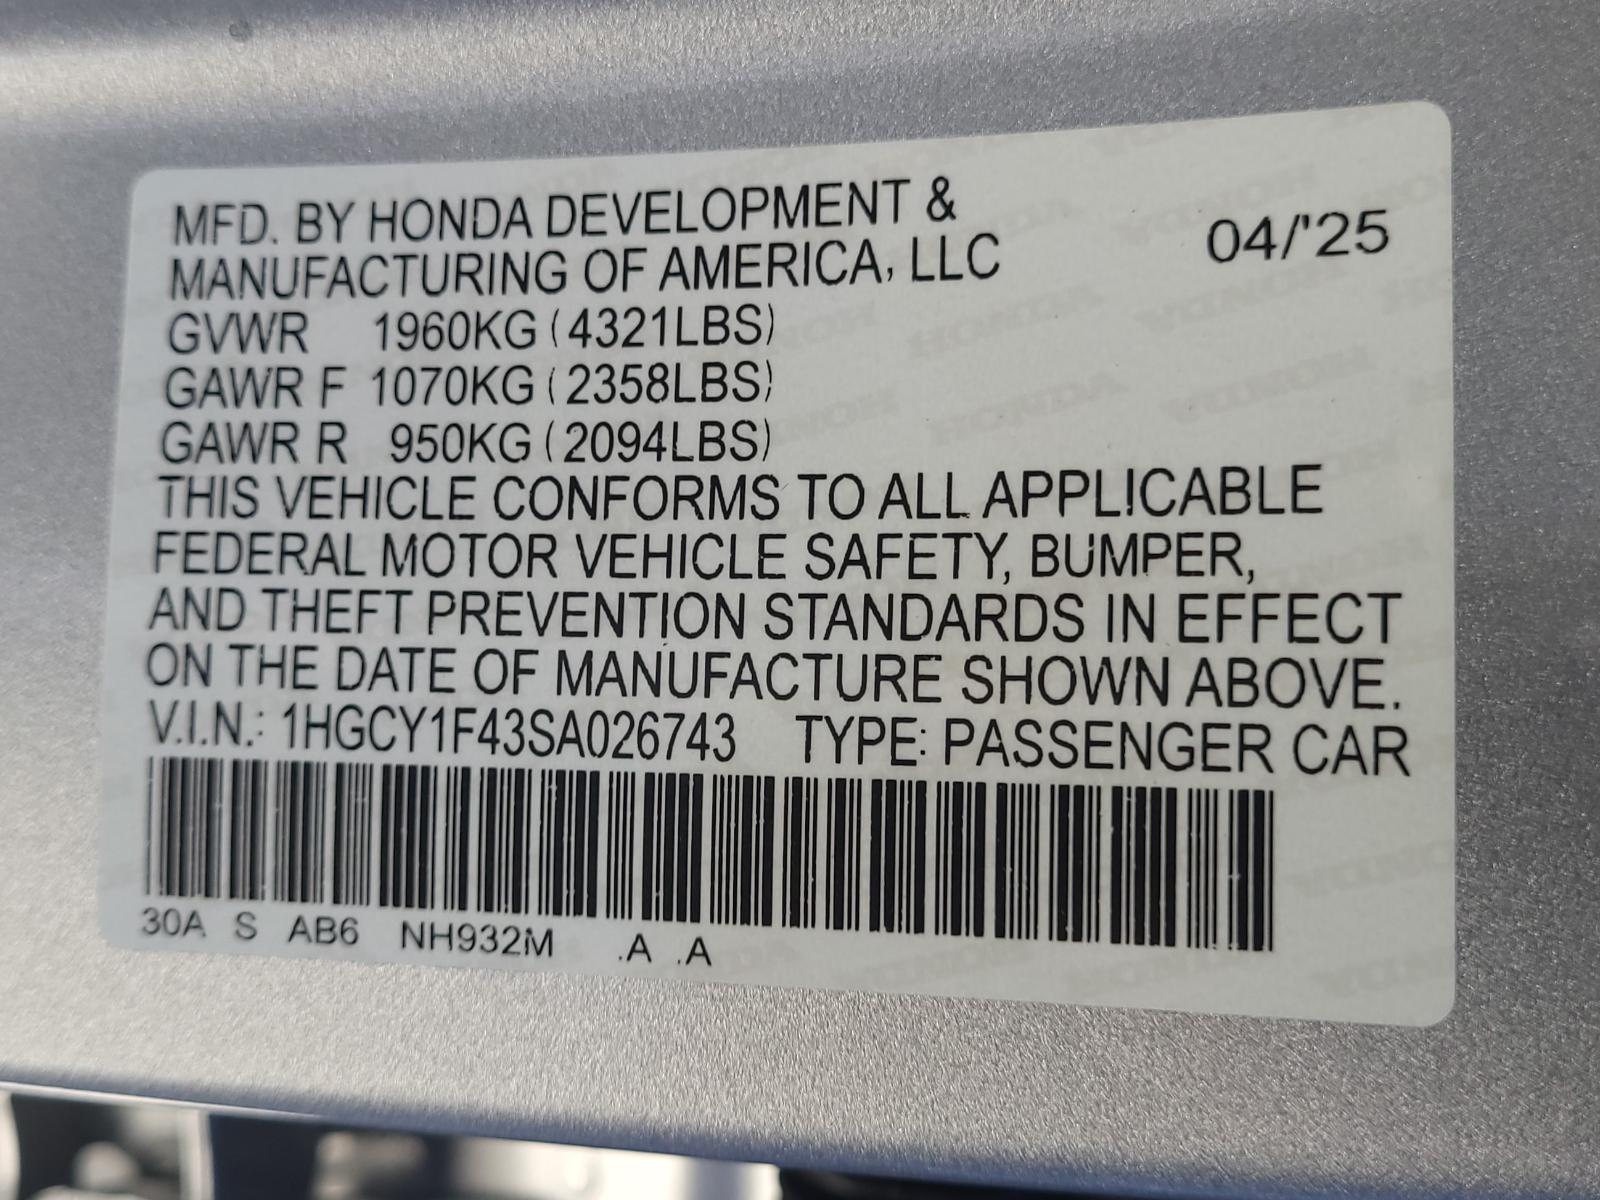 MFD. BY HONDA DEVELOPMENT &
MANUFACTURING OF AMERICA, LLC
04/'25
GVWR 1960KG (4321LBS)
GAWR F 1070KG (2358LBS)
GAWR R 950KG (2094LBS)
THIS VEHICLE CONFORMS TO ALL APPLICABLE
FEDERAL MOTOR VEHICLE SAFETY, BUMPER,
AND THEFT PREVENTION STANDARDS IN EFFECT
ON THE DATE OF MANUFACTURE SHOWN ABOVE.
V.I.N.: 1HGCY1F43SA026743 TYPE: PASSENGER CAR
30A S AB6 NH932M .A .A